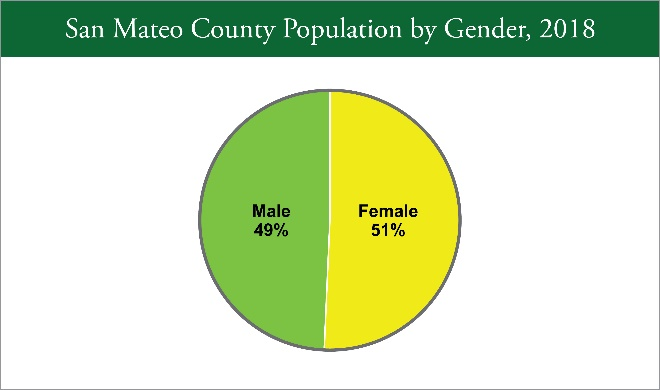 San Mateo County Population by Gender, 2018
Male
49%
Female
51%